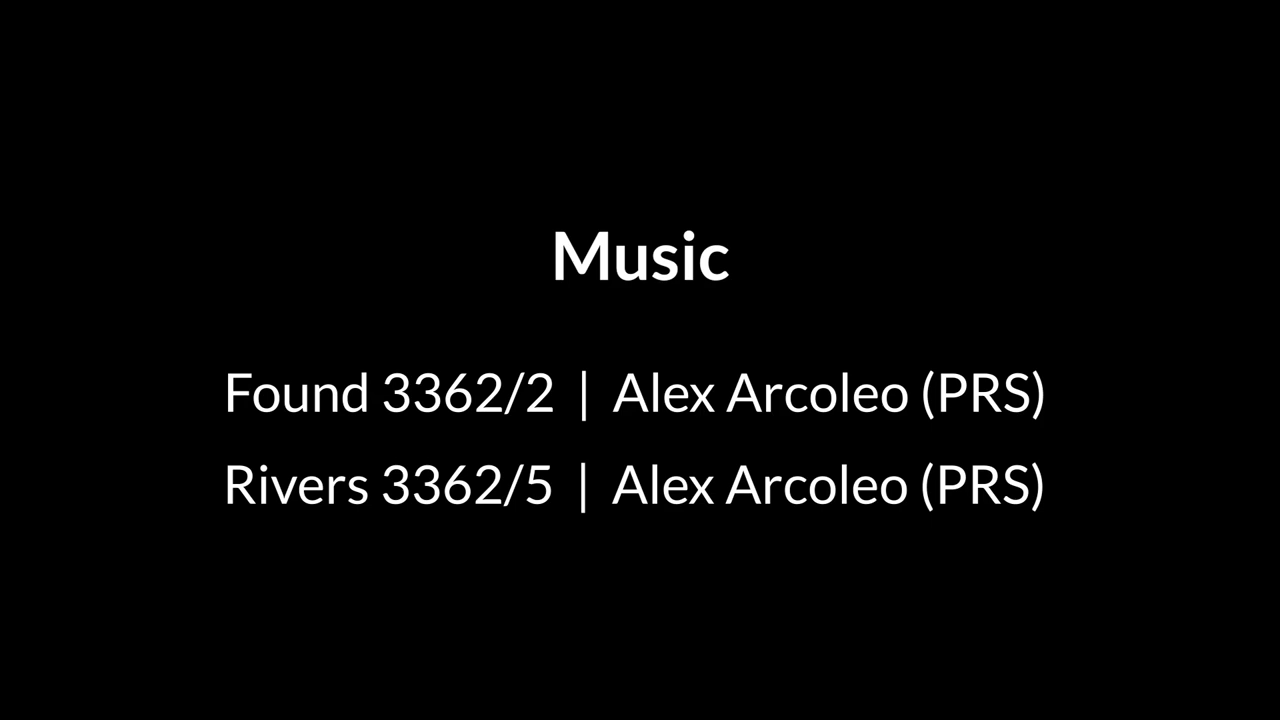 Music
Found 3362/2 | Alex Arcoleo (PRS)
Rivers 3362/5 | Alex Arcoleo (PRS)